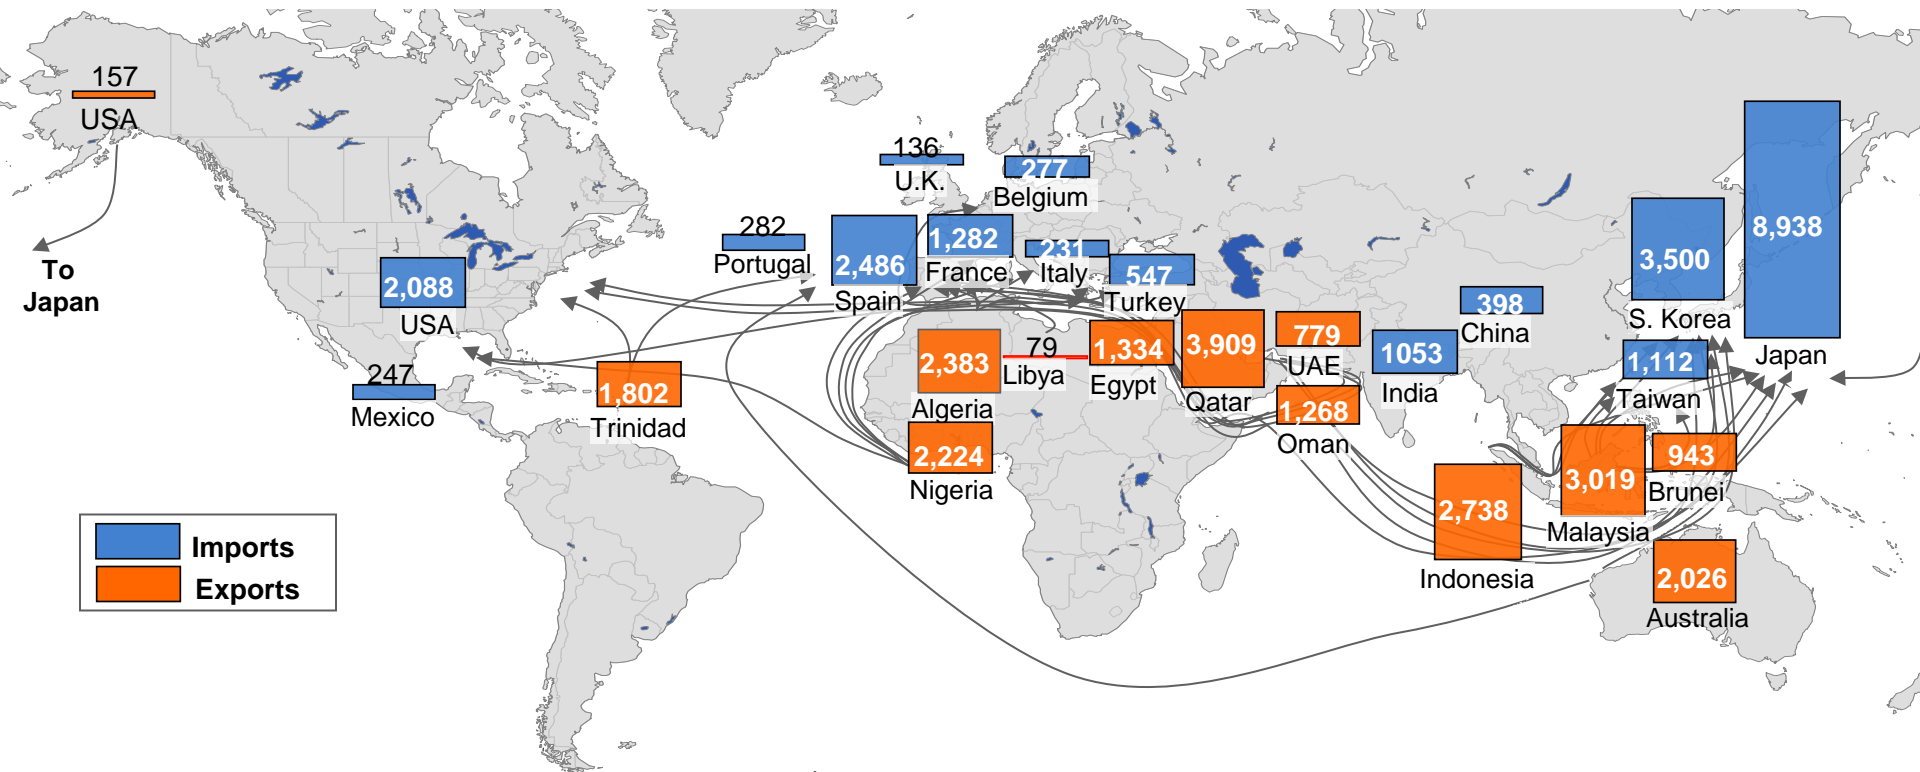 157
USA
To
Japan
2,088
USA
247
Mexico
1,802
Trinidad
136
U.K.
277
Belgium
282
Portugal
2,486
Spain
1,282
France
231
Italy
547
Turkey
2,383
Algeria
79
Libya
1,334
Egypt
3,909
Qatar
779
UAE
1,268
Oman
2,224
Nigeria
1053
India
398
China
3,500
S. Korea
8,938
Japan
1,112
Taiwan
943
Brunei
3,019
Malaysia
2,738
Indonesia
2,026
Australia
Imports
Exports